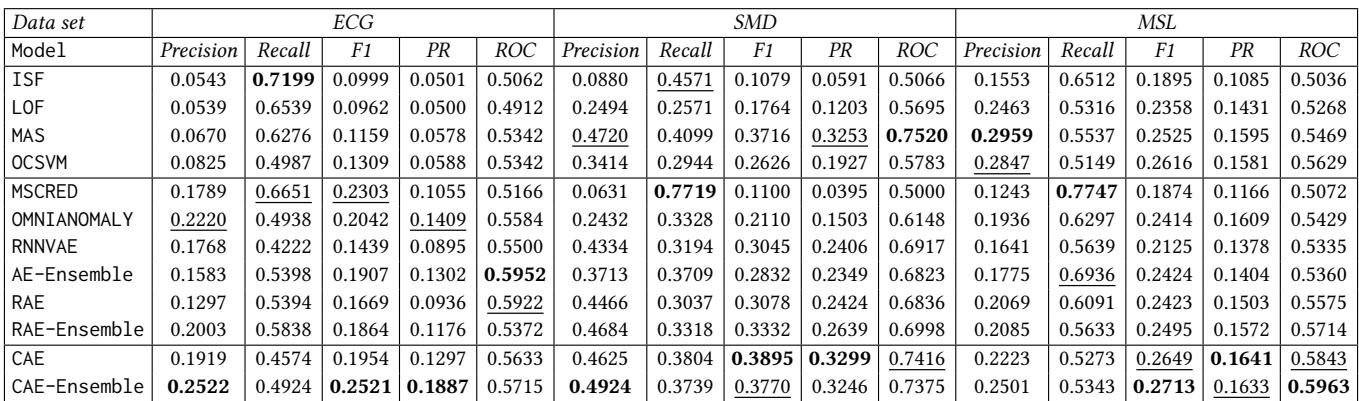 Data set ECG SMD MSL
Model Precision Recall F1 PR ROC Precision Recall F1 PR ROC Precision Recall F1 PR ROC
ISF 0.0543 0.7199 0.0999 0.0501 0.5062 0.0880 0.4571 0.1079 0.0591 0.5066 0.1553 0.6512 0.1895 0.1085 0.5036
LOF 0.0539 0.6539 0.0962 0.0500 0.4912 0.2494 0.2571 0.1764 0.1203 0.5695 0.2463 0.5316 0.2358 0.1431 0.5268
MAS 0.0670 0.6276 0.1159 0.0578 0.5342 0.4720 0.4099 0.3716 0.3253 0.7520 0.2959 0.5537 0.2525 0.1595 0.5469
OCSVM 0.0825 0.4987 0.1309 0.0588 0.5342 0.3414 0.2944 0.2626 0.1927 0.5783 0.2847 0.5149 0.2616 0.1581 0.5629
MSCRED 0.1789 0.6651 0.2303 0.1055 0.5166 0.0631 0.7719 0.1100 0.0395 0.5000 0.1243 0.7747 0.1874 0.1166 0.5072
OMNIANOMALY 0.2220 0.4938 0.2042 0.1409 0.5584 0.2432 0.3328 0.2110 0.1503 0.6148 0.1936 0.6297 0.2414 0.1609 0.5429
RNNVAE 0.1768 0.4222 0.1439 0.0895 0.5500 0.4334 0.3194 0.3045 0.2406 0.6917 0.1641 0.5639 0.2125 0.1378 0.5335
AE-Ensemble 0.1583 0.5398 0.1907 0.1302 0.5952 0.3713 0.3709 0.2832 0.2349 0.6823 0.1775 0.6936 0.2424 0.1404 0.5360
RAE 0.1297 0.5394 0.1669 0.0936 0.5922 0.4466 0.3037 0.3078 0.2424 0.6836 0.2069 0.6091 0.2423 0.1503 0.5575
RAE-Ensemble 0.2003 0.5838 0.1864 0.1176 0.5372 0.4684 0.3318 0.3332 0.2639 0.6998 0.2085 0.5633 0.2495 0.1572 0.5714
CAE 0.1919 0.4574 0.1954 0.1297 0.5633 0.4625 0.3804 0.3895 0.3299 0.7416 0.2223 0.5273 0.2649 0.1641 0.5843
CAE-Ensemble 0.2522 0.4924 0.2521 0.1887 0.5715 0.4924 0.3739 0.3770 0.3246 0.7375 0.2501 0.5343 0.2713 0.1633 0.5963